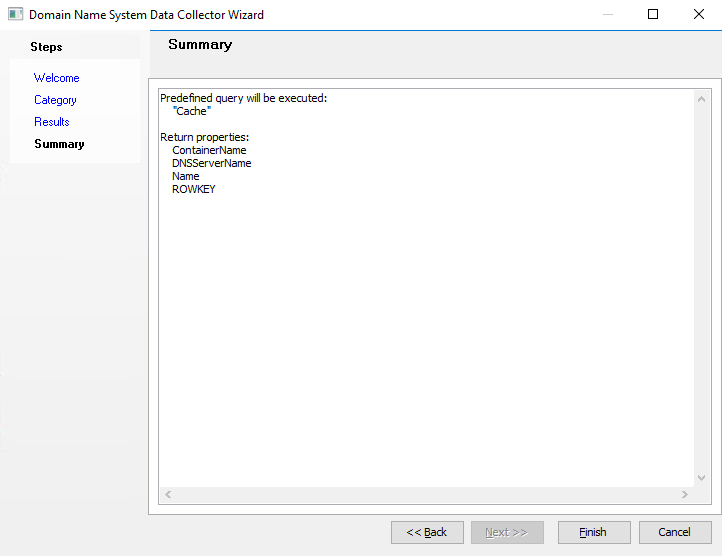 Domain Name System Data Collector Wizard
Steps
Welcome
Category
Results
Summary
Summary
Predefined query will be executed:
"Cache"
Return properties:
ContainerName
DNSServerName
Name
ROWKEY
<< Back
Next >>
Finish
Cancel